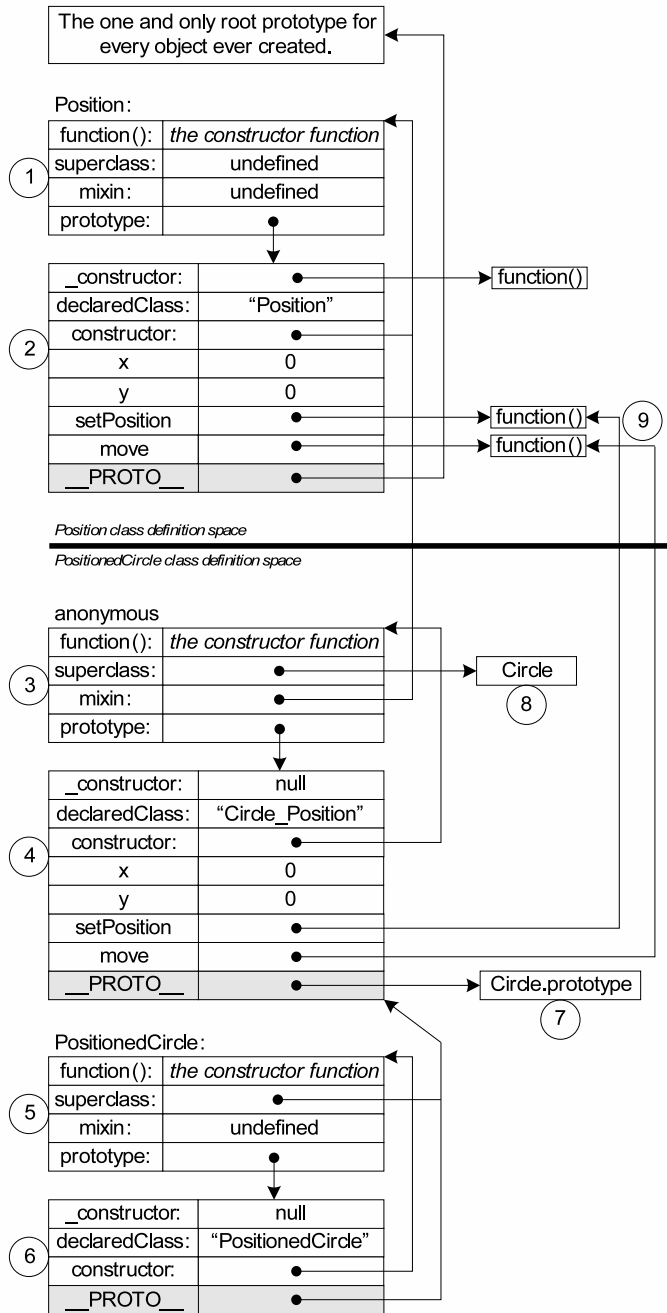 The one and only root prototype for
every object ever created.
Position:
function(): the constructor function
superclass: undefined
mixin: undefined
prototype:
1
_constructor: function()
declaredClass: “Position”
constructor:
x 0
y 0
setPosition function()
move function()
__PROTO__
2
9
Position class definition space
PositionedCircle class definition space
anonymous
function(): the constructor function
superclass: Circle
mixin:
prototype:
3
8
_constructor: null
declaredClass: “Circle_Position”
constructor:
x 0
y 0
setPosition
move
__PROTO__ Circle.prototype
4
7
PositionedCircle:
function(): the constructor function
superclass:
mixin: undefined
prototype:
5
_constructor: null
declaredClass: “PositionedCircle”
constructor:
__PROTO__
6